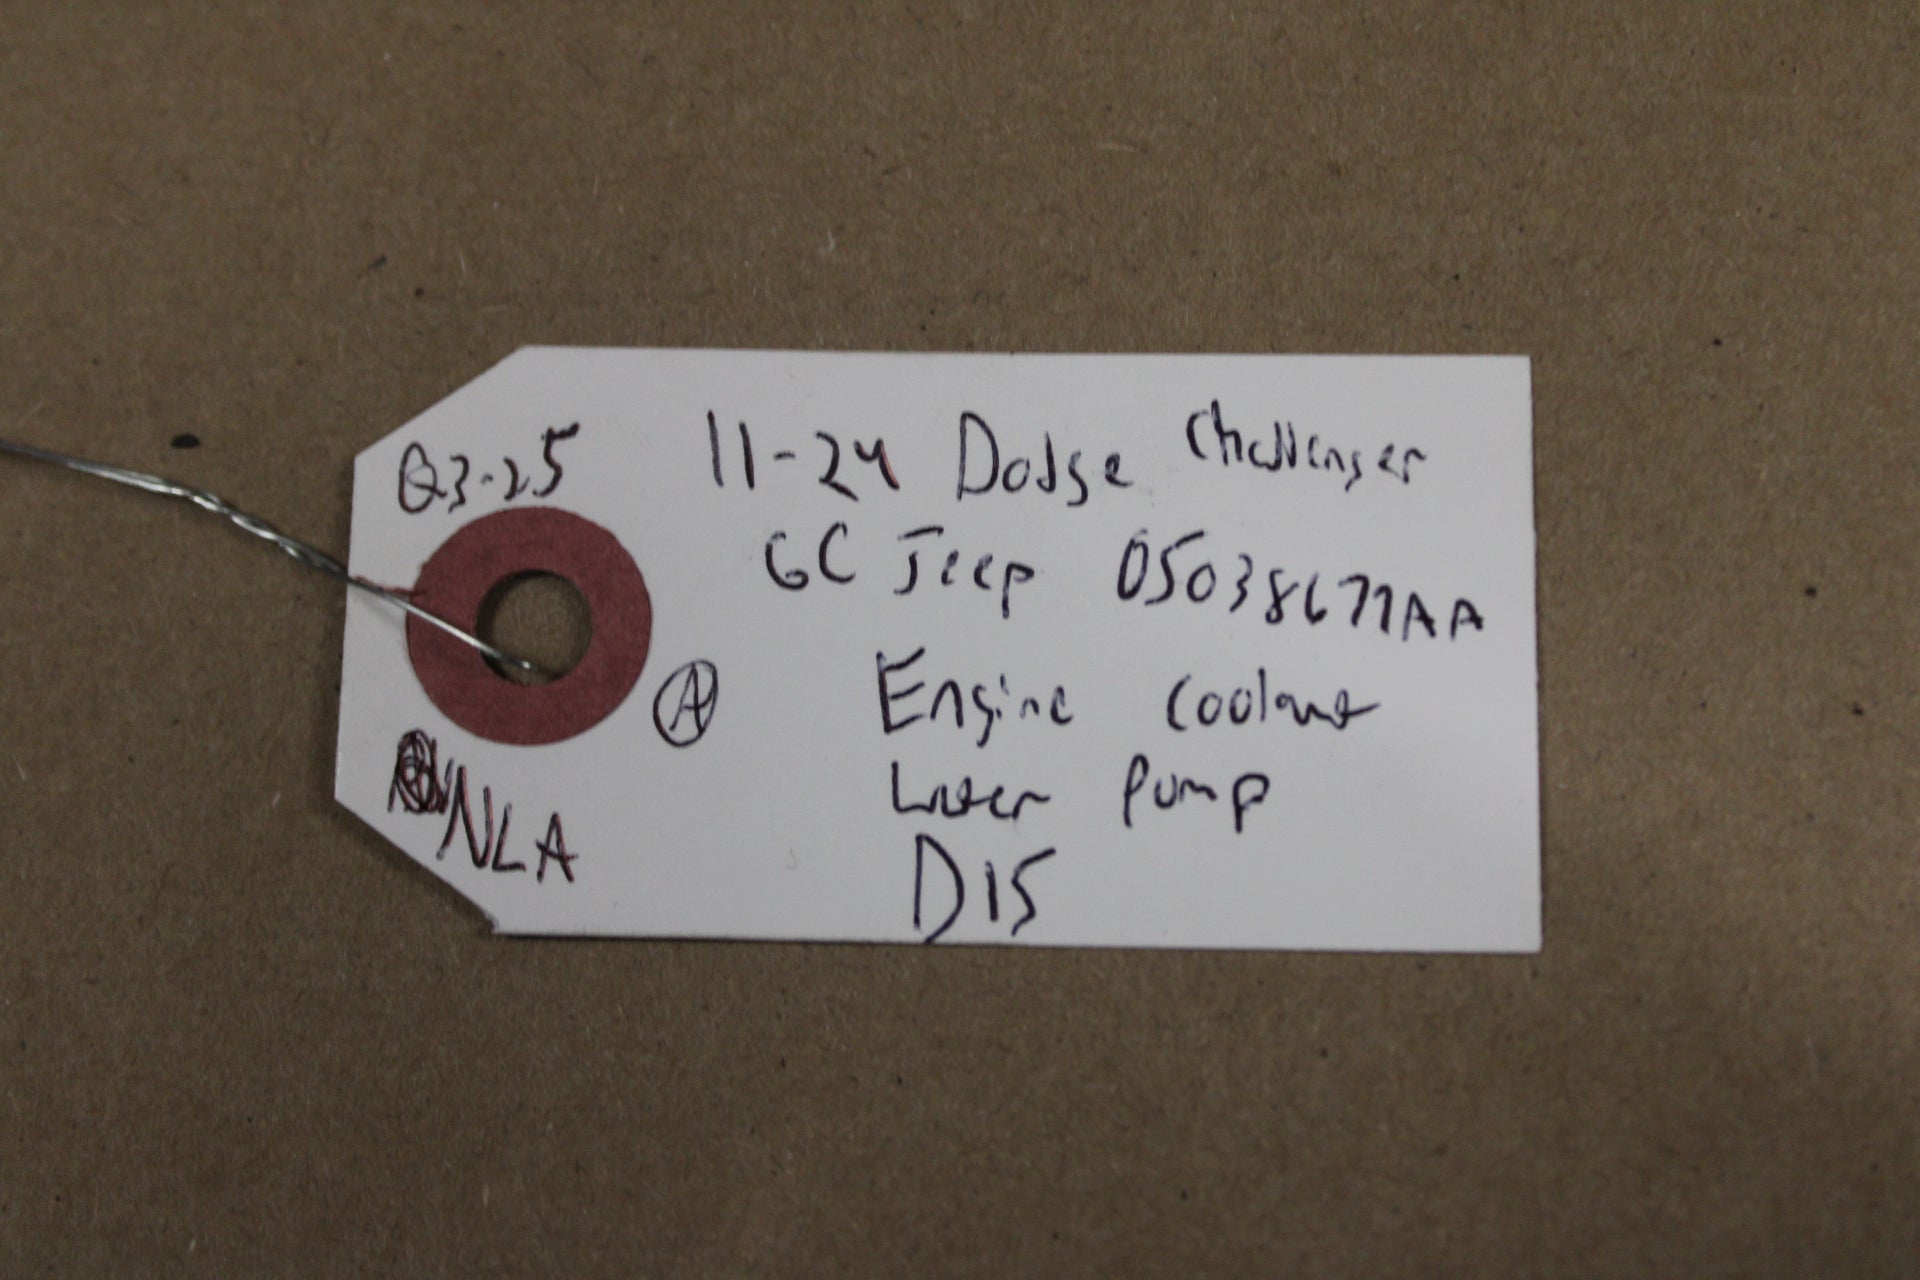 Q3-25
11-24 Dodge Challenger
GC Jeep 05038671AA
Engine coolant
A
Water Pump
NLA
D15